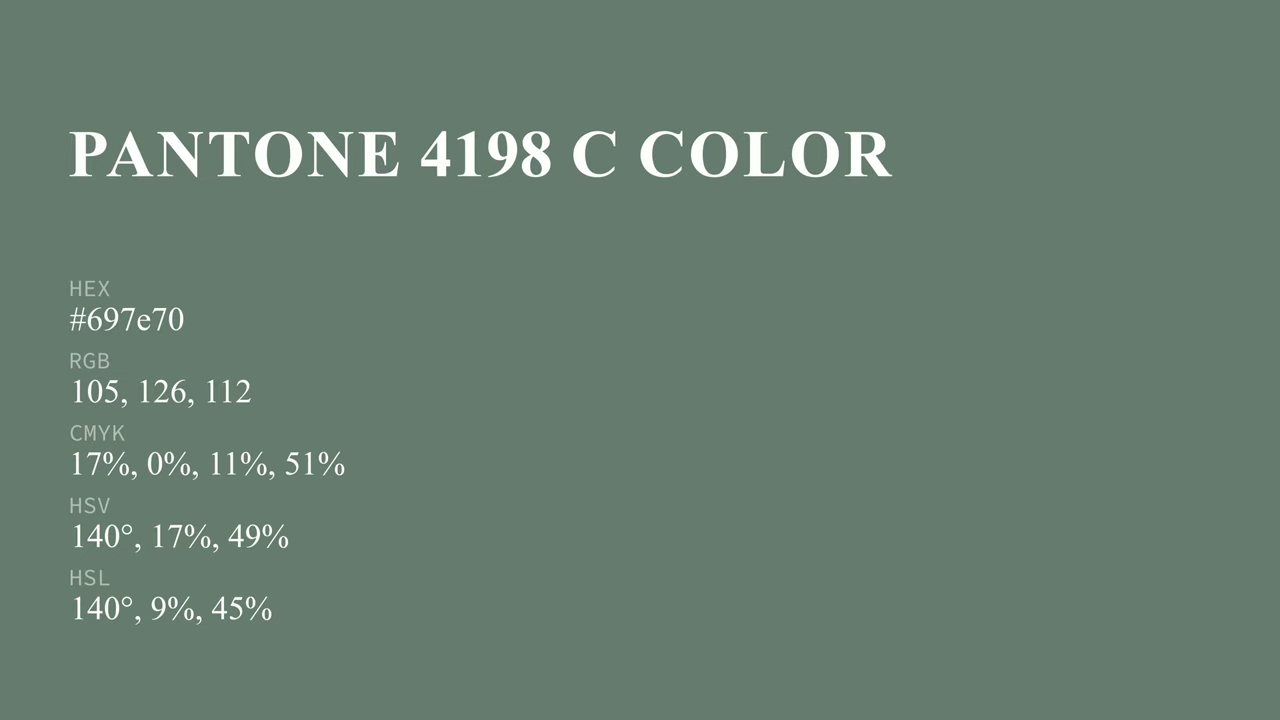 PANTONE 4198 C COLOR
HEX
#697e70
RGB
105, 126, 112
CMYK
17%, 0%, 11%, 51%
HSV
140°, 17%, 49%
HSL
140°, 9%, 45%